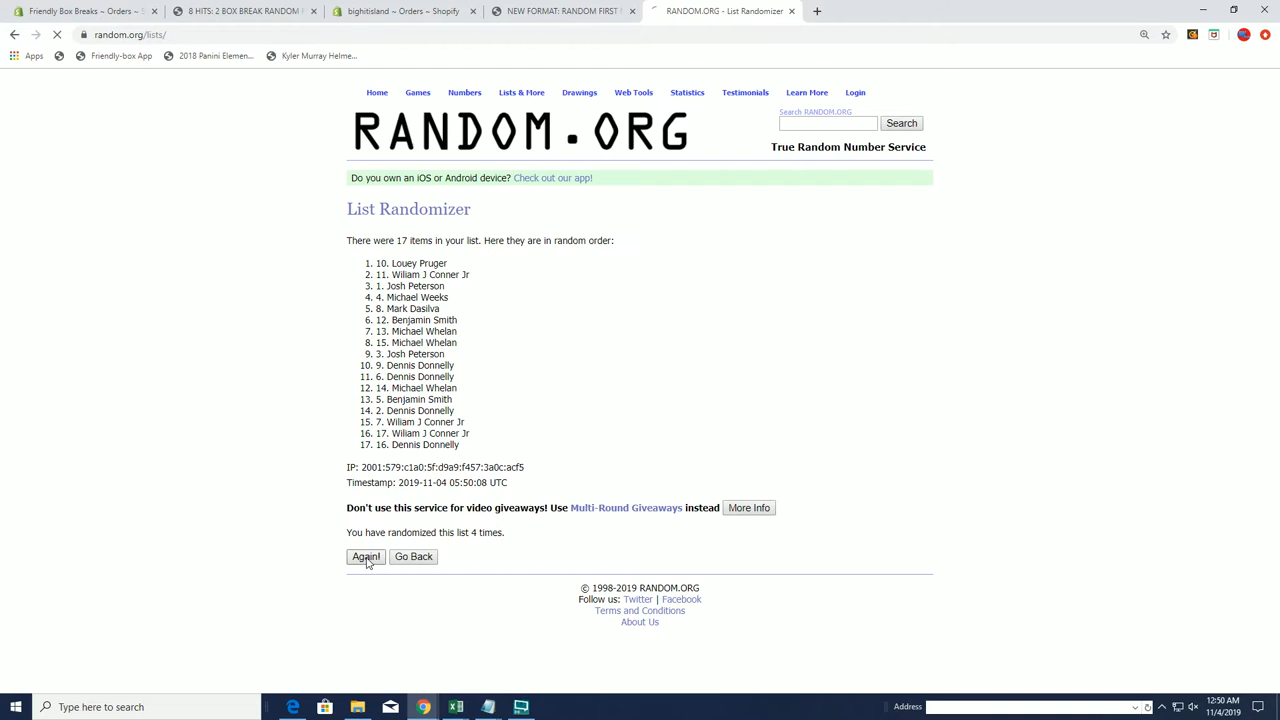 Friendly Box Breaks ~ Orders ~ S
8 HITS: 2 BOX BREAK RANDOM F
bighitisland ~ Orders ~ Shopify
NEW *** RANDOM FIRST
RANDOM.ORG - List Randomizer
random.org/lists/
Apps
Friendly-box App
2018 Panini Elemen...
Kyler Murray Helme...
Home Games Numbers Lists & More Drawings Web Tools Statistics Testimonials Learn More Login
RANDOM.ORG
Search RANDOM.ORG
Search
True Random Number Service
Do you own an iOS or Android device? Check out our app!
List Randomizer
There were 17 items in your list. Here they are in random order:
1. 10. Louey Pruger
2. 11. Wiliam J Conner Jr
3. 1. Josh Peterson
4. 4. Michael Weeks
5. 8. Mark Dasilva
6. 12. Benjamin Smith
7. 13. Michael Whelan
8. 15. Michael Whelan
9. 3. Josh Peterson
10. 9. Dennis Donnelly
11. 6. Dennis Donnelly
12. 14. Michael Whelan
13. 5. Benjamin Smith
14. 2. Dennis Donnelly
15. 7. Wiliam J Conner Jr
16. 17. Wiliam J Conner Jr
17. 16. Dennis Donnelly
IP: 2001:579:c1a0:5f:d9a9:f457:3a0c:acf5
Timestamp: 2019-11-04 05:50:08 UTC
Don't use this service for video giveaways! Use Multi-Round Giveaways instead More Info
You have randomized this list 4 times.
Again! Go Back
© 1998-2019 RANDOM.ORG
Follow us: Twitter | Facebook
Terms and Conditions
About Us
Type here to search
Address
12:50 AM
11/4/2019